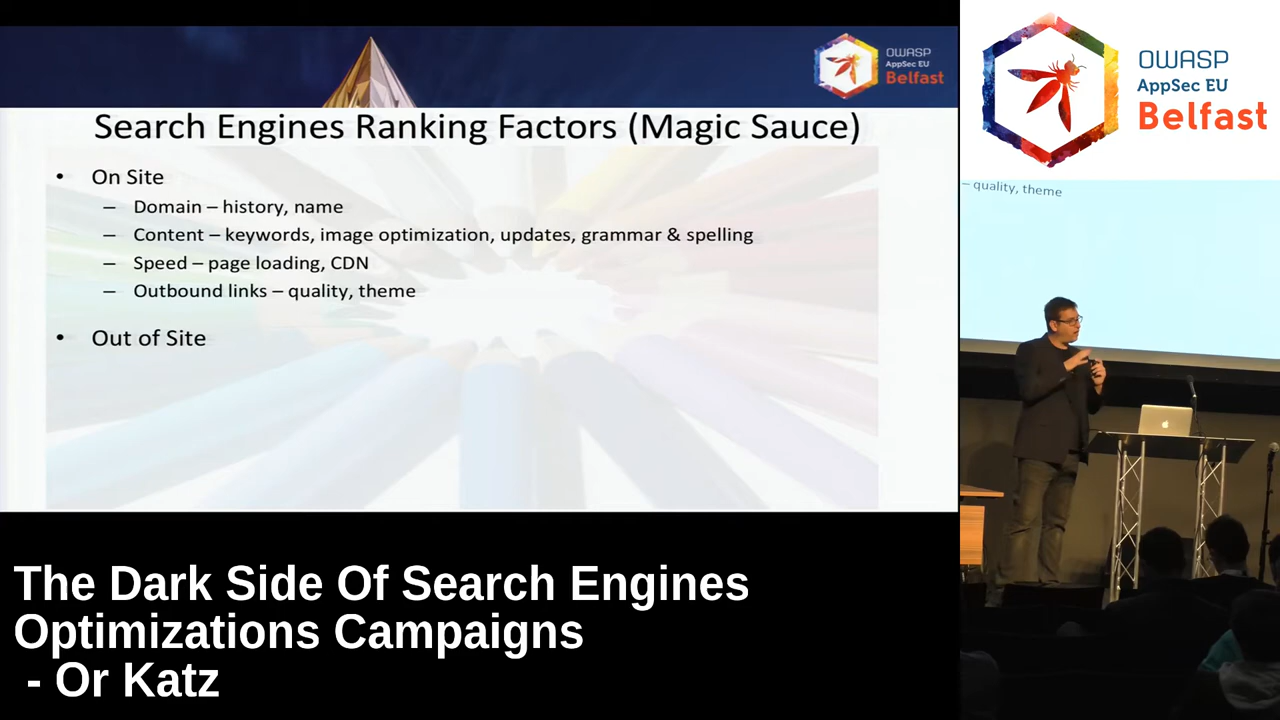 OWASP
AppSec EU
Belfast
Search Engines Ranking Factors (Magic Sauce)
• On Site
– Domain – history, name
– Content – keywords, image optimization, updates, grammar & spelling
– Speed – page loading, CDN
– Outbound links – quality, theme
• Out of Site
The Dark Side Of Search Engines
Optimizations Campaigns
- Or Katz
OWASP
AppSec EU
Belfast
– quality, theme